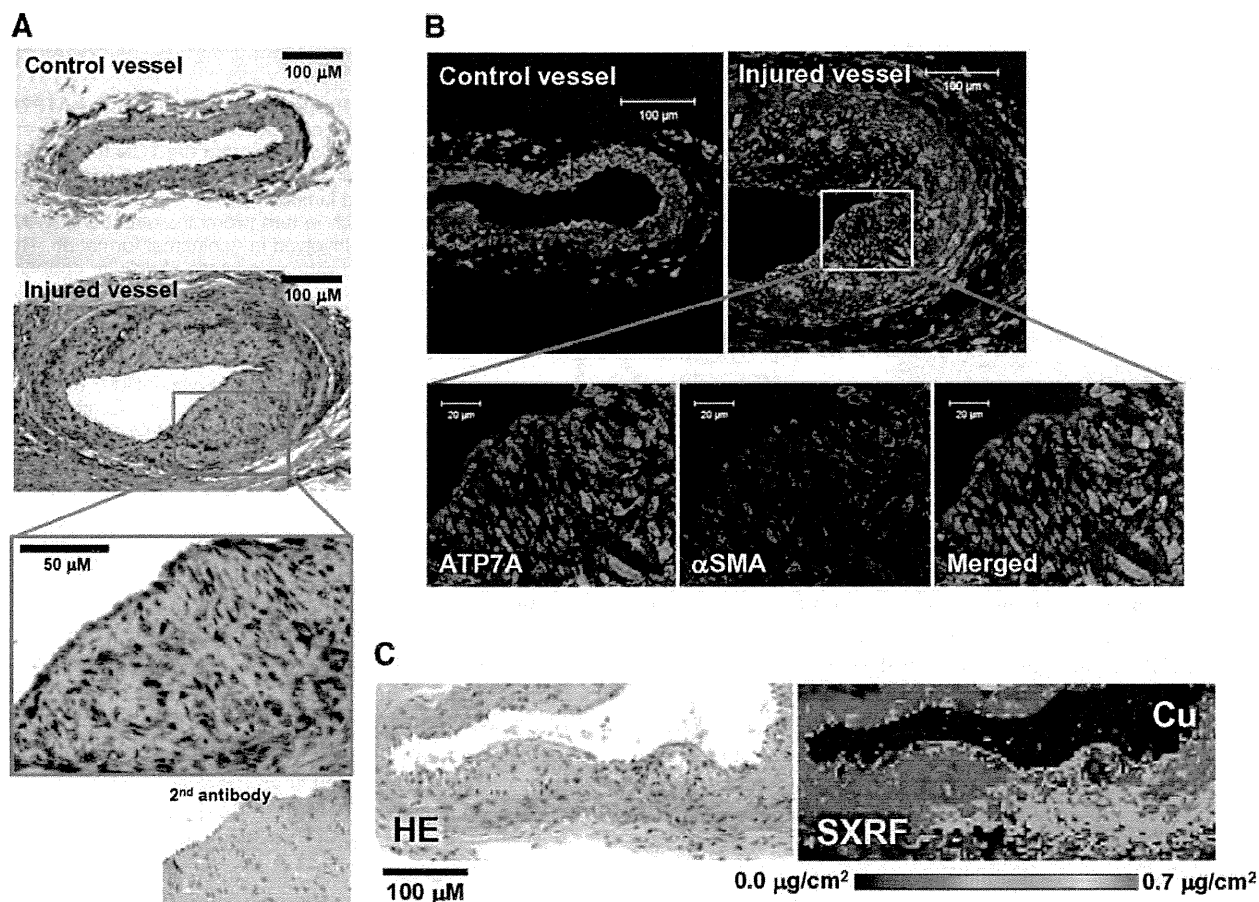 A
Control vessel
100 µM
Injured vessel
100 µM
50 µM
2nd antibody
B
Control vessel
100 µm
Injured vessel
100 µm
20 µm
ATP7A
20 µm
αSMA
20 µm
Merged
C
HE
100 µM
Cu
SXRF
0.0 µg/cm²
0.7 µg/cm²